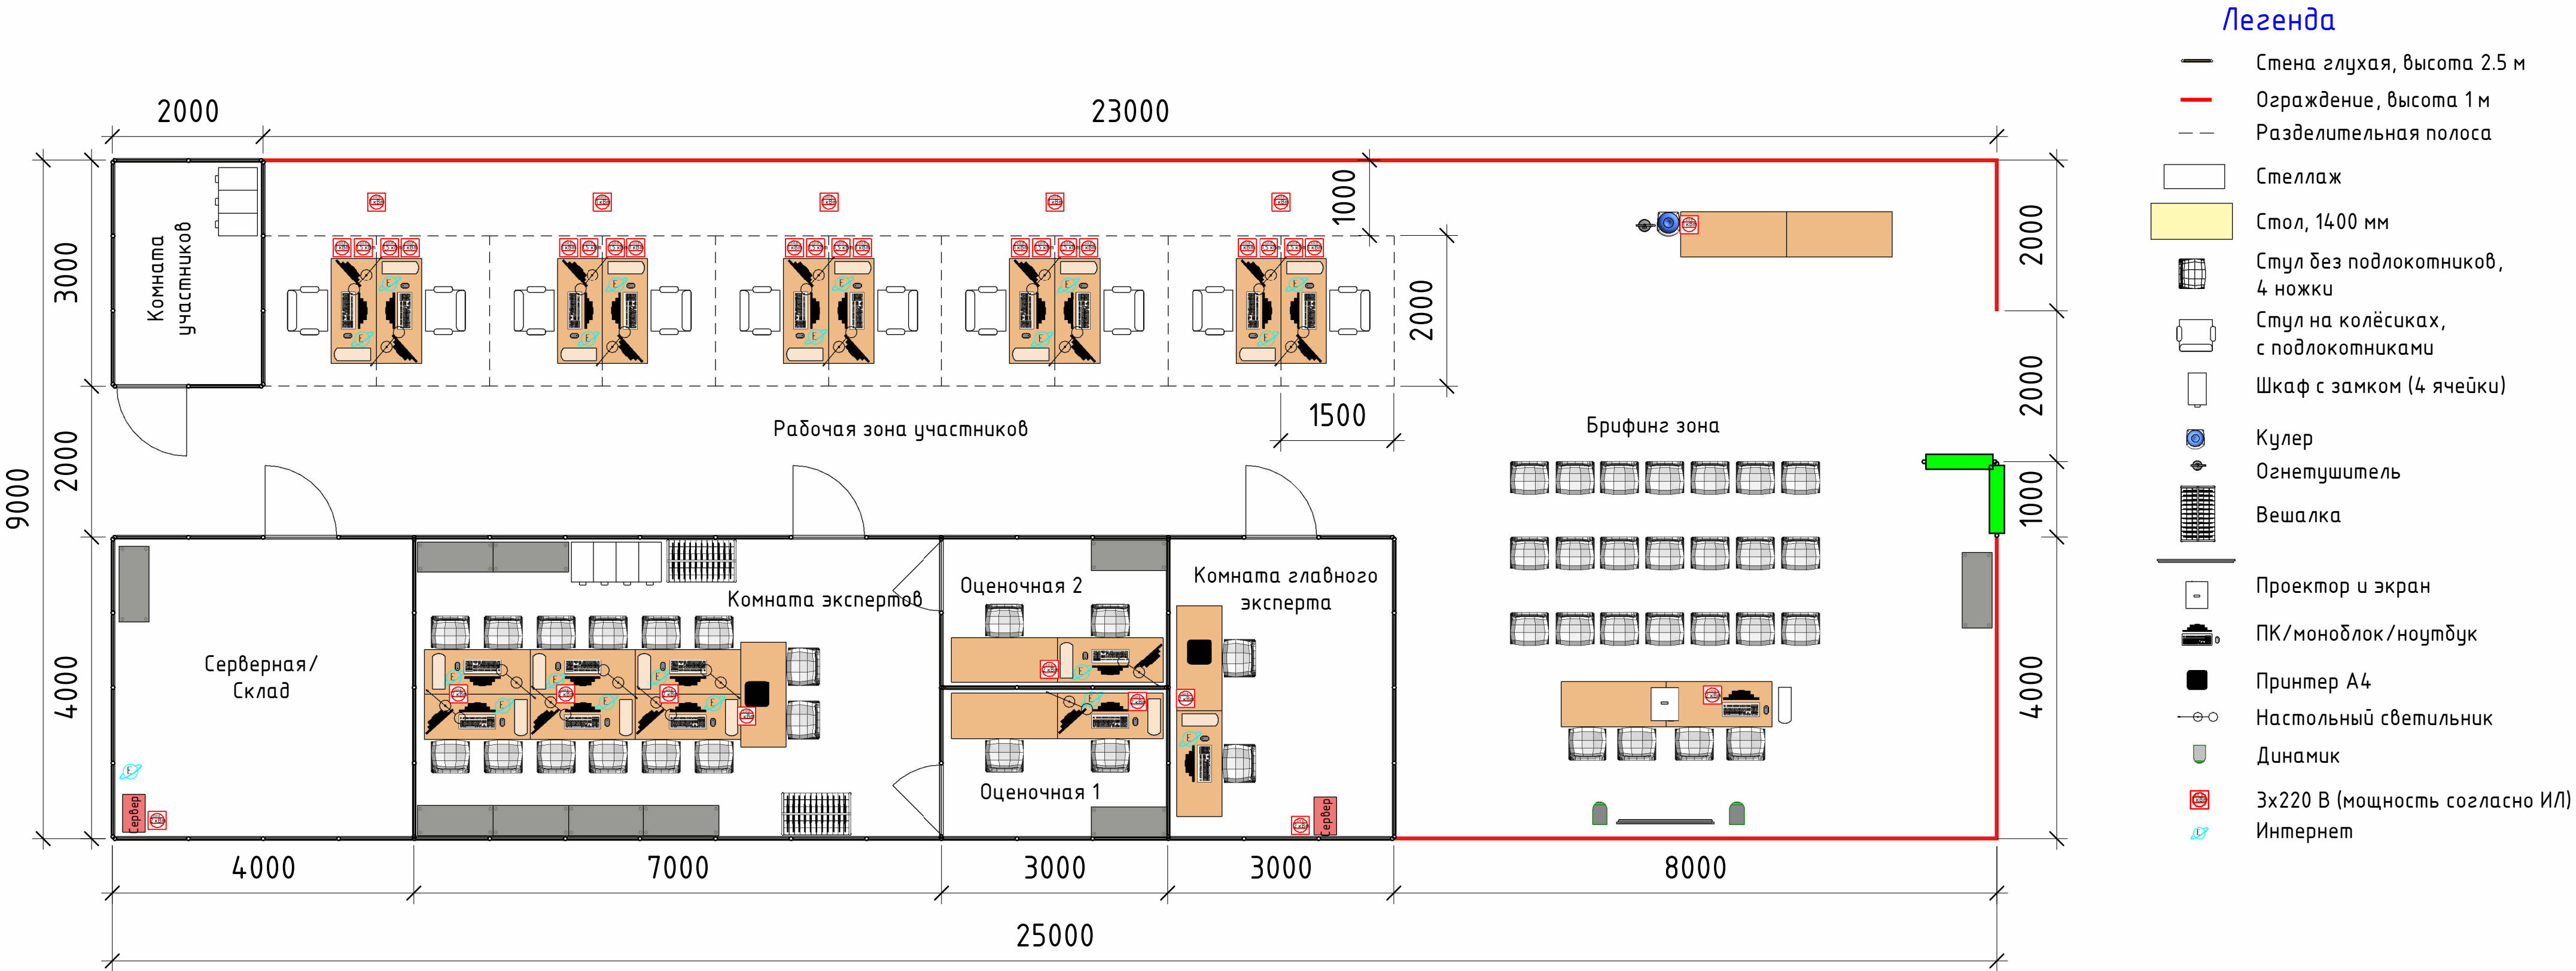 Легенда
Стена глухая, высота 2.5 м
Ограждение, высота 1 м
Разделительная полоса
Стеллаж
Стол, 1400 мм
Стул без подлокотников,
4 ножки
Стул на колёсиках,
с подлокотниками
Шкаф с замком (4 ячейки)
Кулер
Огнетушитель
Вешалка
Проектор и экран
ПК/моноблок/ноутбук
Принтер А4
Настольный светильник
Динамик
3х220 В (мощность согласно ИЛ)
Интернет
2000
23000
9000
3000
2000
4000
Комната
участников
1000
2000
1500
Рабочая зона участников
Брифинг зона
2000
2000
1000
4000
Серверная/
Склад
Сервер
Комната экспертов
Оценочная 2
Оценочная 1
Комната главного
эксперта
Сервер
4000
7000
3000
3000
8000
25000